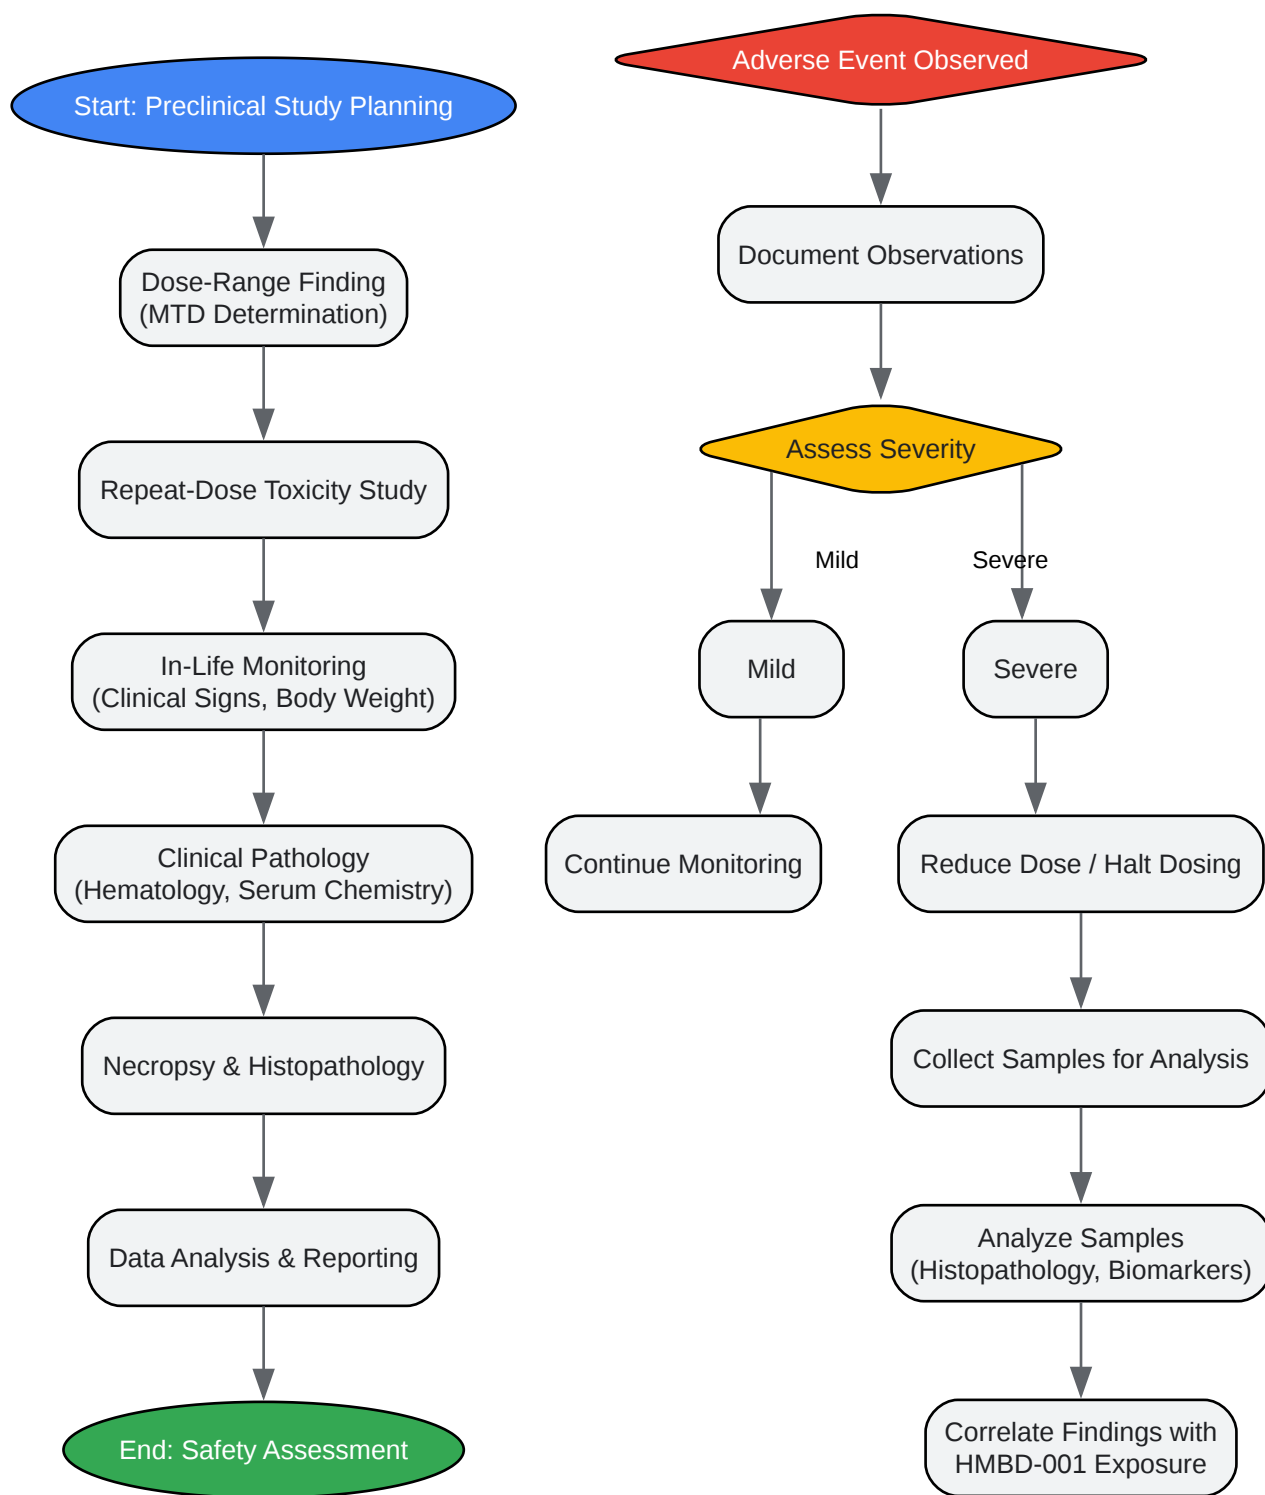 Start: Preclinical Study Planning
Dose-Range Finding
(MTD Determination)
Repeat-Dose Toxicity Study
In-Life Monitoring
(Clinical Signs, Body Weight)
Clinical Pathology
(Hematology, Serum Chemistry)
Necropsy & Histopathology
Data Analysis & Reporting
End: Safety Assessment
Adverse Event Observed
Document Observations
Assess Severity
Mild
Severe
Mild
Severe
Continue Monitoring
Reduce Dose / Halt Dosing
Collect Samples for Analysis
Analyze Samples
(Histopathology, Biomarkers)
Correlate Findings with
HMBD-001 Exposure